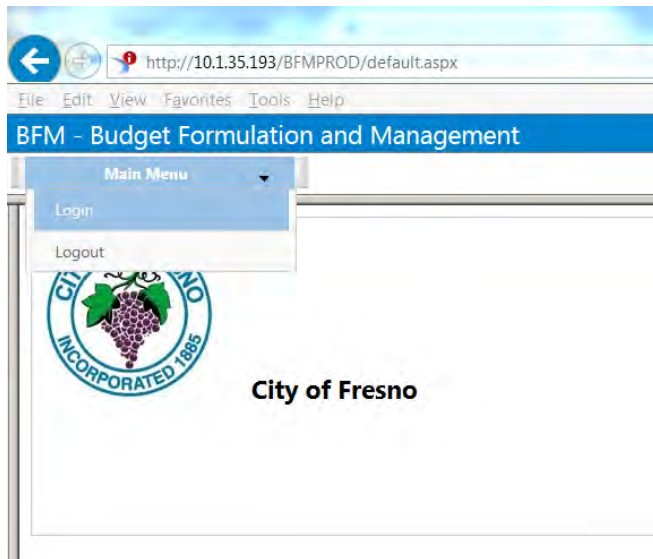 http://10.1.35.193/BFMPROD/default.aspx
File Edit View Favorites Tools Help
BFM - Budget Formulation and Management
Main Menu
Login
Logout
INCORPORATED 1885
City of Fresno